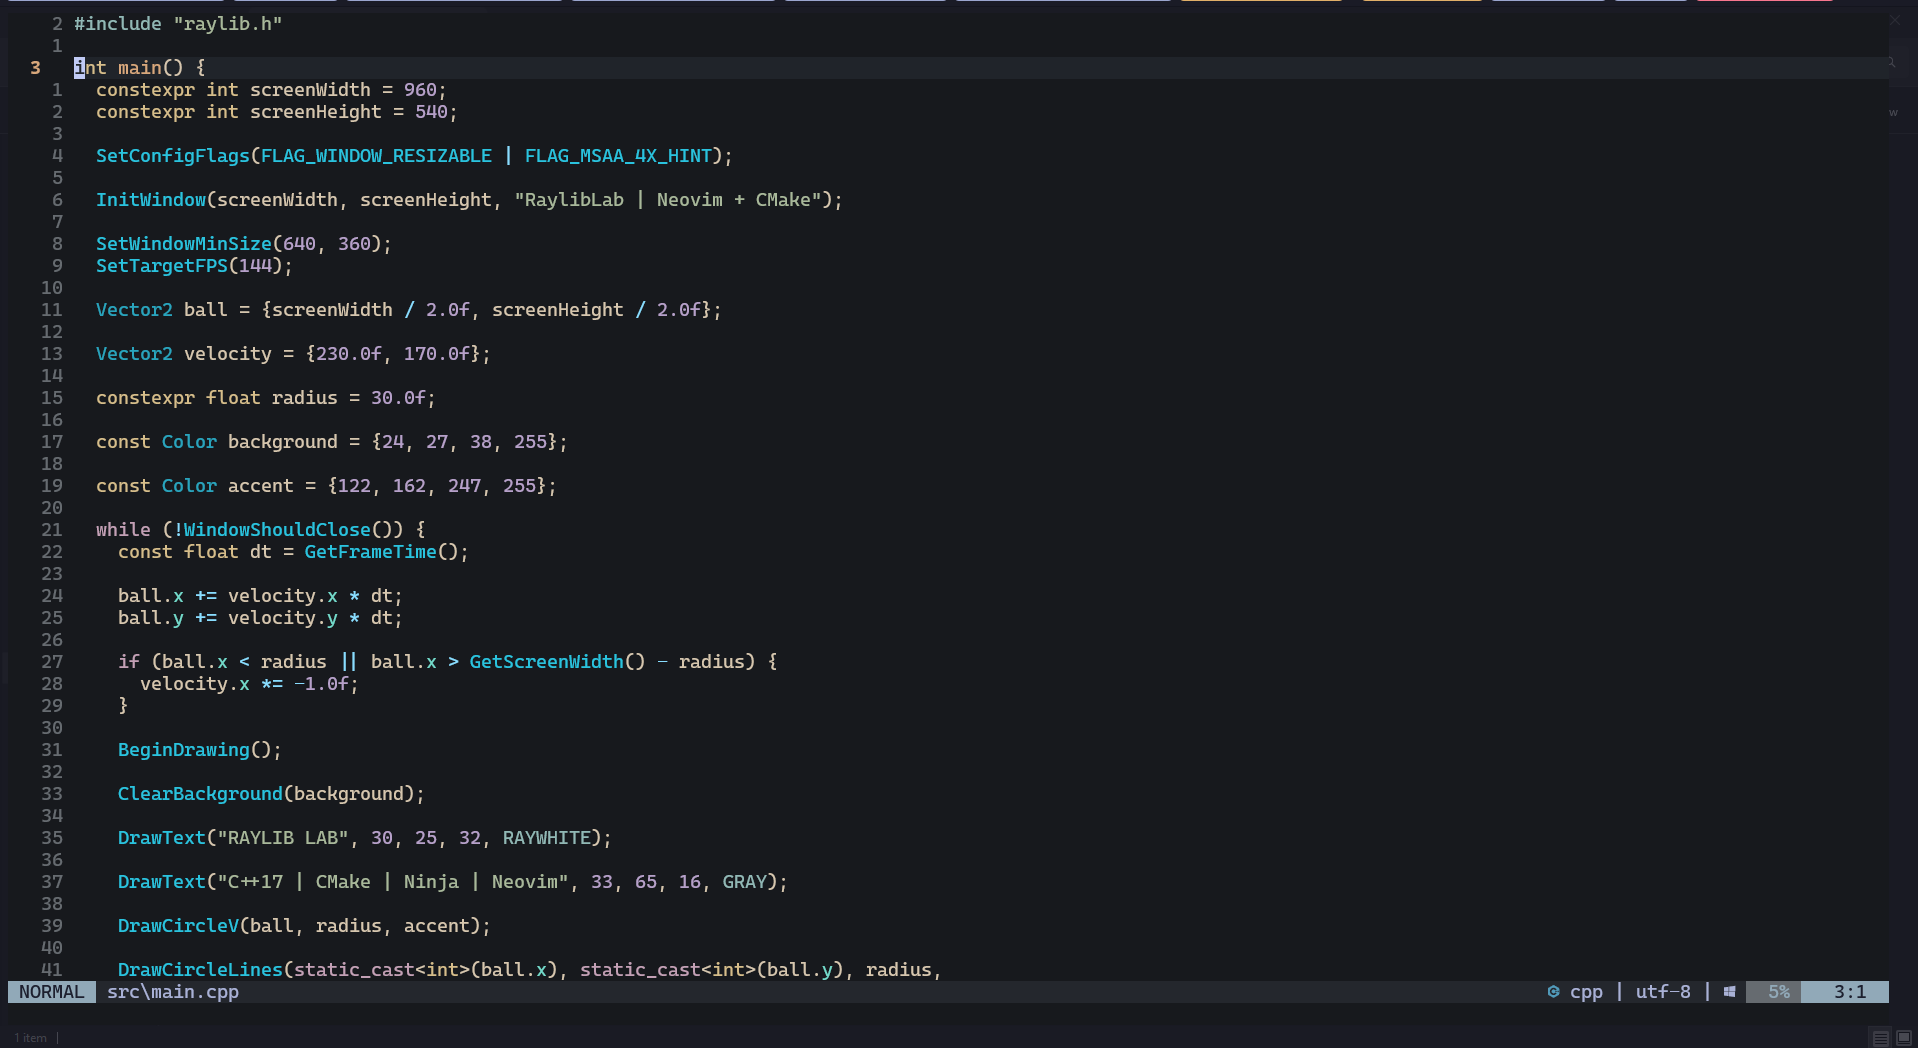 2 #include "raylib.h"
1
3 int main() {
1 constexpr int screenWidth = 960;
2 constexpr int screenHeight = 540;
3
4 SetConfigFlags(FLAG_WINDOW_RESIZABLE | FLAG_MSAA_4X_HINT);
5
6 InitWindow(screenWidth, screenHeight, "RaylibLab | Neovim + CMake");
7
8 SetWindowMinSize(640, 360);
9 SetTargetFPS(144);
10
11 Vector2 ball = {screenWidth / 2.0f, screenHeight / 2.0f};
12
13 Vector2 velocity = {230.0f, 170.0f};
14
15 constexpr float radius = 30.0f;
16
17 const Color background = {24, 27, 38, 255};
18
19 const Color accent = {122, 162, 247, 255};
20
21 while (!WindowShouldClose()) {
22 const float dt = GetFrameTime();
23
24 ball.x += velocity.x * dt;
25 ball.y += velocity.y * dt;
26
27 if (ball.x < radius || ball.x > GetScreenWidth() - radius) {
28 velocity.x *= -1.0f;
29 }
30
31 BeginDrawing();
32
33 ClearBackground(background);
34
35 DrawText("RAYLIB LAB", 30, 25, 32, RAYWHITE);
36
37 DrawText("C++17 | CMake | Ninja | Neovim", 33, 65, 16, GRAY);
38
39 DrawCircleV(ball, radius, accent);
40
41 DrawCircleLines(static_cast<int>(ball.x), static_cast<int>(ball.y), radius,
NORMAL src\main.cpp cpp | utf-8 | 5% 3:1
1 item |
w